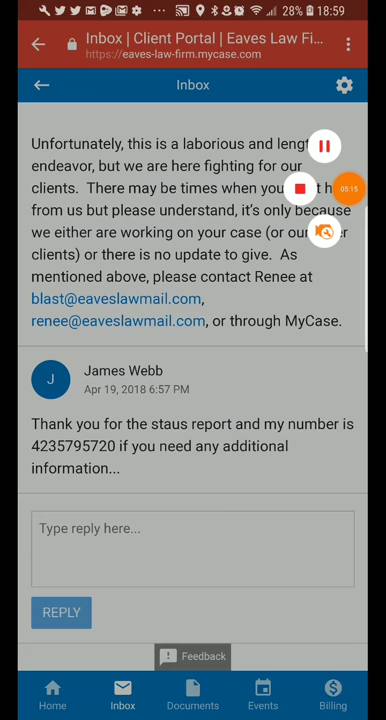 28% 18:59
Inbox | Client Portal | Eaves Law Fi...
https://eaves-law-firm.mycase.com
Inbox
Unfortunately, this is a laborious and
endeavor, but we are here fighting for our
clients. There may be times when you
from us but please understand, it's only because
we either are working on your case (or our
clients) or there is no update to give. As
mentioned above, please contact Renee at
blast@eaveslawmail.com,
renee@eaveslawmail.com, or through MyCase.
05:15
J
James Webb
Apr 19, 2018 6:57 PM
Thank you for the staus report and my number is
4235795720 if you need any additional
information...
Type reply here...
REPLY
Feedback
Home Inbox Documents Events Billing